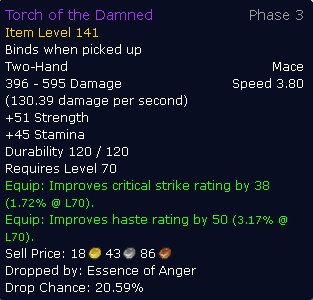 Torch of the Damned Phase 3
Item Level 141
Binds when picked up
Two-Hand Mace
396 - 595 Damage Speed 3.80
(130.39 damage per second)
+51 Strength
+45 Stamina
Durability 120 / 120
Requires Level 70
Equip: Improves critical strike rating by 38
(1.72% @ L70).
Equip: Improves haste rating by 50 (3.17% @
L70).
Sell Price: 18 43 86
Dropped by: Essence of Anger
Drop Chance: 20.59%